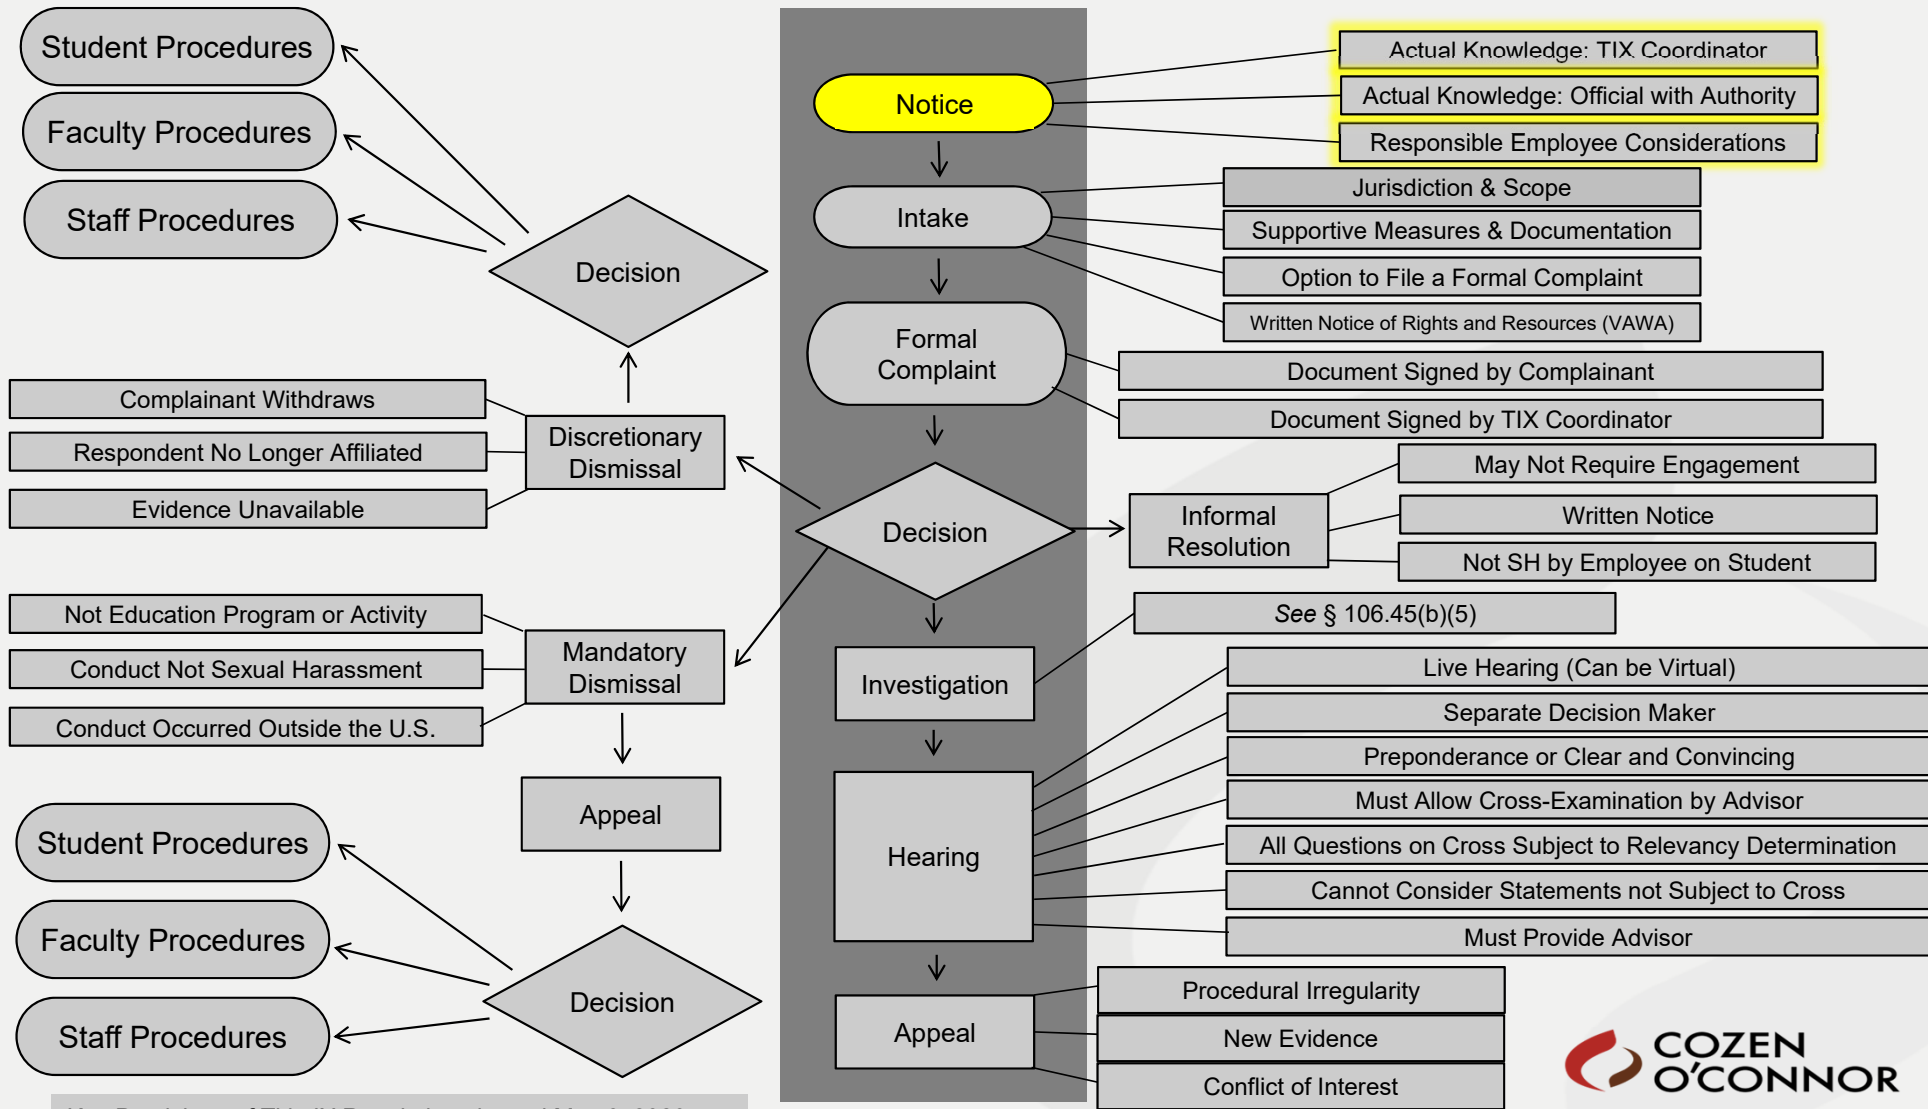 Student Procedures
Faculty Procedures
Staff Procedures
Decision
Complainant Withdraws
Respondent No Longer Affiliated
Evidence Unavailable
Discretionary
Dismissal
Not Education Program or Activity
Conduct Not Sexual Harassment
Conduct Occurred Outside the U.S.
Mandatory
Dismissal
Appeal
Student Procedures
Faculty Procedures
Staff Procedures
Decision
Notice
Actual Knowledge: TIX Coordinator
Actual Knowledge: Official with Authority
Responsible Employee Considerations
Intake
Jurisdiction & Scope
Supportive Measures & Documentation
Option to File a Formal Complaint
Written Notice of Rights and Resources (VAWA)
Formal
Complaint
Document Signed by Complainant
Document Signed by TIX Coordinator
Decision
Informal
Resolution
May Not Require Engagement
Written Notice
Not SH by Employee on Student
Investigation
See § 106.45(b)(5)
Hearing
Live Hearing (Can be Virtual)
Separate Decision Maker
Preponderance or Clear and Convincing
Must Allow Cross-Examination by Advisor
All Questions on Cross Subject to Relevancy Determination
Cannot Consider Statements not Subject to Cross
Must Provide Advisor
Appeal
Procedural Irregularity
New Evidence
Conflict of Interest
COZEN
O'CONNOR